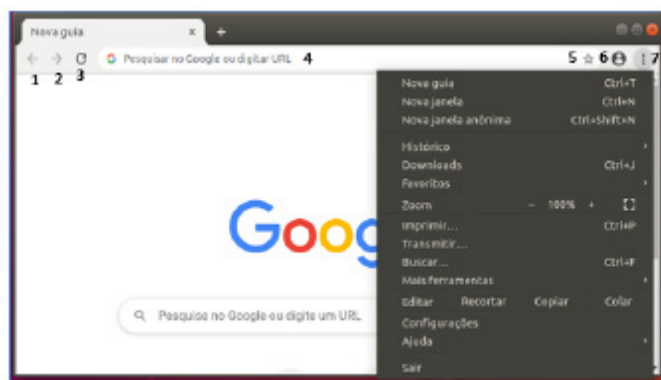 Nova guia × +
Pesquisar no Google ou digitar URL 4 5 6 7
1 2 3
Nova guia Ctrl+T
Nova janela Ctrl+N
Nova janela anônima Ctrl+Shift+N
Histórico
Downloads Ctrl+J
Favoritos
Zoom - 100% +
Imprimir... Ctrl+P
Transmitir...
Buscar... Ctrl+F
Mais ferramentas
Editar Recortar Copiar Colar
Configurações
Ajuda
Sair
Goog
Pesquise no Google ou digite um URL